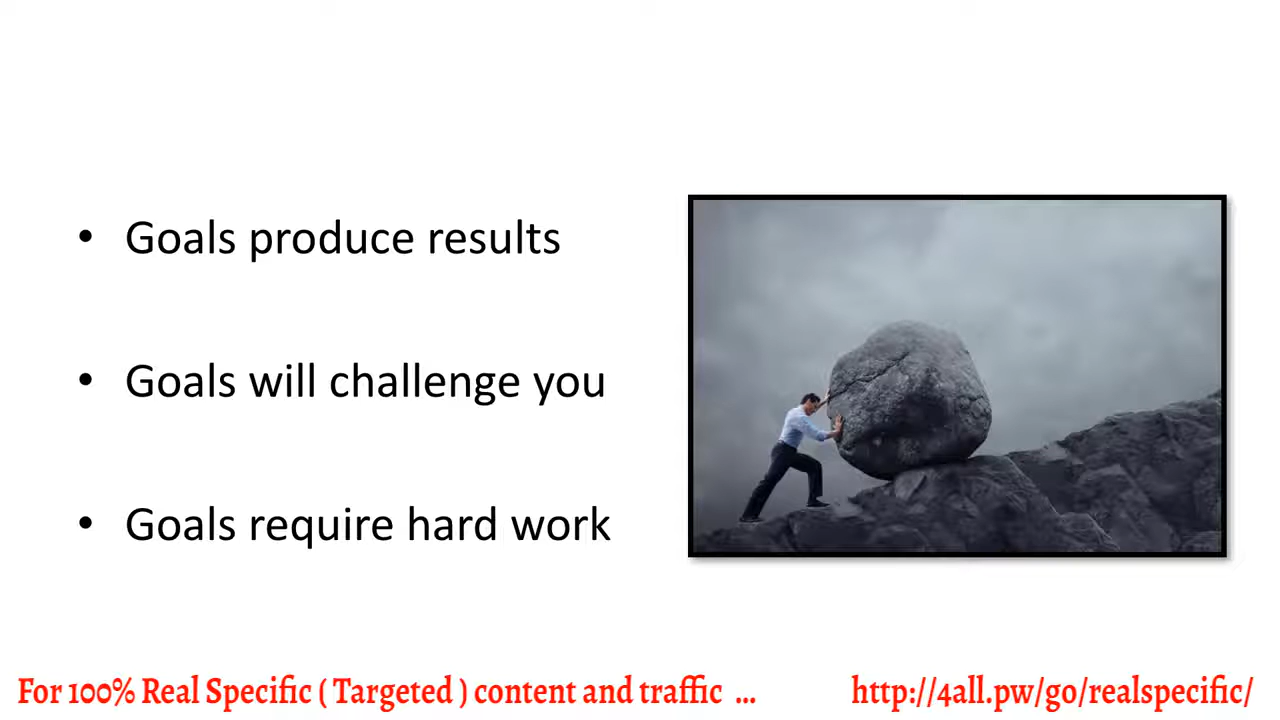 • Goals produce results
• Goals will challenge you
• Goals require hard work
For 100% Real Specific ( Targeted ) content and traffic ... http://4all.pw/go/realspecific/